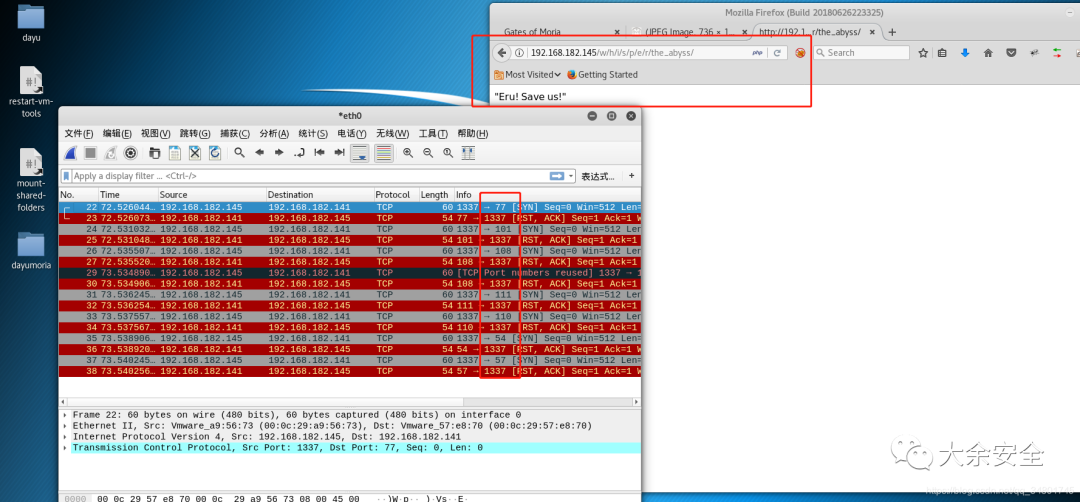 dayu
restart-vm-
tools
mount-
shared-
folders
dayumoria
Mozilla Firefox (Build 20180626223325)
Gates of Moria × (JPEG Image, 736 × 1... × http://192.1...r/the_abyss/ × +
192.168.182.145/w/h/i/s/p/e/r/the_abyss/ php Search
Most Visited Getting Started
"Eru! Save us!"
*eth0
文件(F) 编辑(E) 视图(V) 跳转(G) 捕获(C) 分析(A) 统计(S) 电话(Y) 无线(W) 工具(T) 帮助(H)
Apply a display filter ... <Ctrl-/> 表达式… +
No. Time Source Destination Protocol Length Info
22 72.526044… 192.168.182.145 192.168.182.141 TCP 60 1337 → 77 [SYN] Seq=0 Win=512 Len=
23 72.526073… 192.168.182.141 192.168.182.145 TCP 54 77 → 1337 [RST, ACK] Seq=1 Ack=1 W
24 72.531032… 192.168.182.145 192.168.182.141 TCP 60 1337 → 101 [SYN] Seq=0 Win=512 Len
25 72.531048… 192.168.182.141 192.168.182.145 TCP 54 101 → 1337 [RST, ACK] Seq=1 Ack=1
26 72.535507… 192.168.182.145 192.168.182.141 TCP 60 1337 → 108 [SYN] Seq=0 Win=512 Len
27 72.535520… 192.168.182.141 192.168.182.145 TCP 54 108 → 1337 [RST, ACK] Seq=1 Ack=1
29 73.534890… 192.168.182.145 192.168.182.141 TCP 60 [TCP Port numbers reused] 1337 → 1
30 73.534906… 192.168.182.141 192.168.182.145 TCP 54 108 → 1337 [RST, ACK] Seq=1 Ack=1
31 73.536245… 192.168.182.145 192.168.182.141 TCP 60 1337 → 111 [SYN] Seq=0 Win=512 Len
32 73.536254… 192.168.182.141 192.168.182.145 TCP 54 111 → 1337 [RST, ACK] Seq=1 Ack=1
33 73.537557… 192.168.182.145 192.168.182.141 TCP 60 1337 → 110 [SYN] Seq=0 Win=512 Len
34 73.537567… 192.168.182.141 192.168.182.145 TCP 54 110 → 1337 [RST, ACK] Seq=1 Ack=1
35 73.538906… 192.168.182.145 192.168.182.141 TCP 60 1337 → 54 [SYN] Seq=0 Win=512 Len=
36 73.538920… 192.168.182.141 192.168.182.145 TCP 54 54 → 1337 [RST, ACK] Seq=1 Ack=1 W
37 73.540245… 192.168.182.145 192.168.182.141 TCP 60 1337 → 57 [SYN] Seq=0 Win=512 Len=
38 73.540256… 192.168.182.141 192.168.182.145 TCP 54 57 → 1337 [RST, ACK] Seq=1 Ack=1 W
Frame 22: 60 bytes on wire (480 bits), 60 bytes captured (480 bits) on interface 0
Ethernet II, Src: Vmware_a9:56:73 (00:0c:29:a9:56:73), Dst: Vmware_57:e8:70 (00:0c:29:57:e8:70)
Internet Protocol Version 4, Src: 192.168.182.145, Dst: 192.168.182.141
Transmission Control Protocol, Src Port: 1337, Dst Port: 77, Seq: 0, Len: 0
0000 00 0c 29 57 e8 70 00 0c 29 a9 56 73 08 00 45 00 ··)W·p·· )·Vs··E·
大余安全